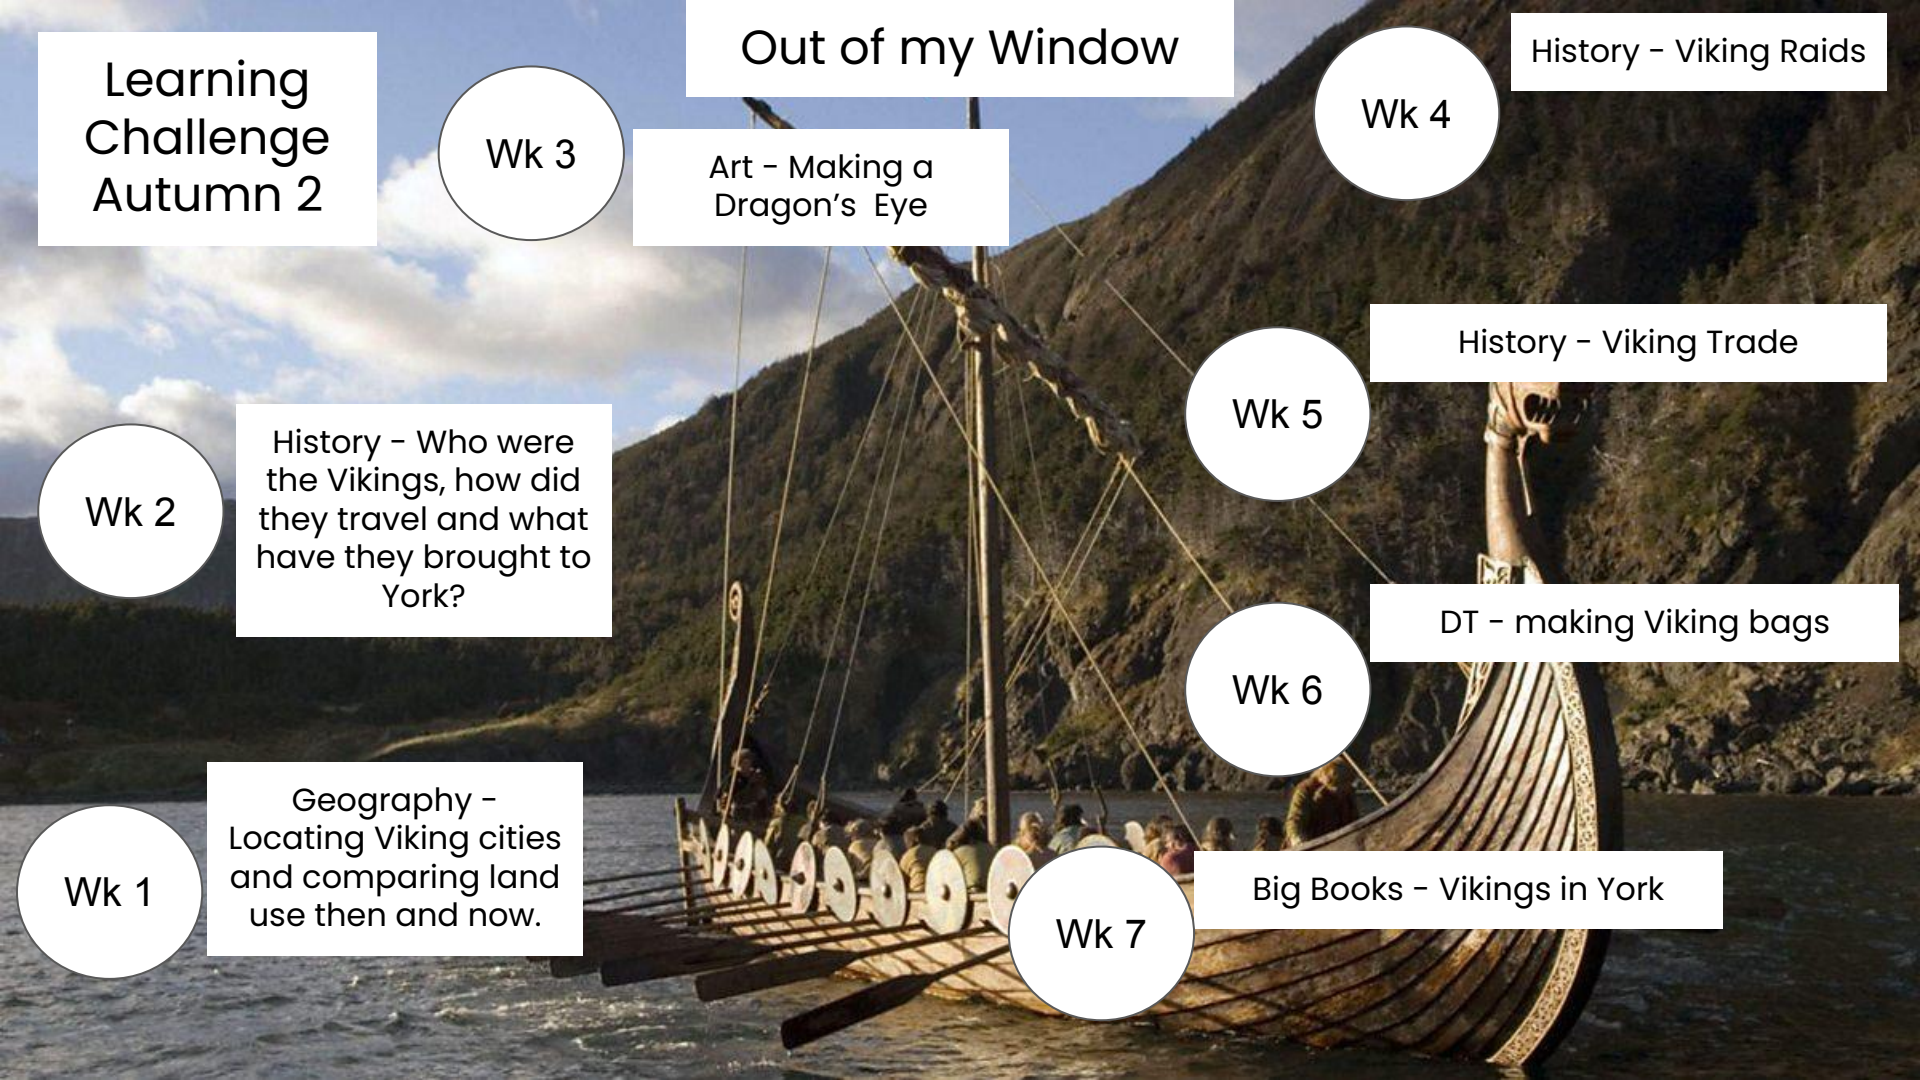 Learning
Challenge
Autumn 2
Out of my Window
Wk 1
Geography -
Locating Viking cities
and comparing land
use then and now.
Wk 2
History - Who were
the Vikings, how did
they travel and what
have they brought to
York?
Wk 3
Art - Making a
Dragon’s  Eye
Wk 4
History - Viking Raids
Wk 5
History - Viking Trade
Wk 6
DT - making Viking bags
Wk 7
Big Books - Vikings in York